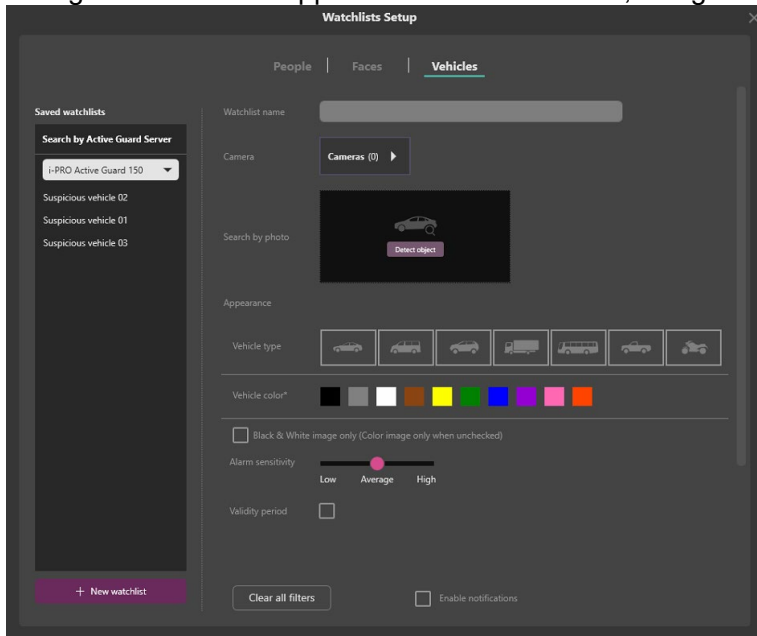 Watchlists Setup
People | Faces | Vehicles
Saved watchlists
Search by Active Guard Server
i-PRO Active Guard 150
Suspicious vehicle 02
Suspicious vehicle 01
Suspicious vehicle 03
+ New watchlist
Watchlist name
Camera
Cameras (0)
Search by photo
Detect object
Appearance
Vehicle type
Vehicle color*
Black & White image only (Color image only when unchecked)
Alarm sensitivity
Low Average High
Validity period
Clear all filters
Enable notifications